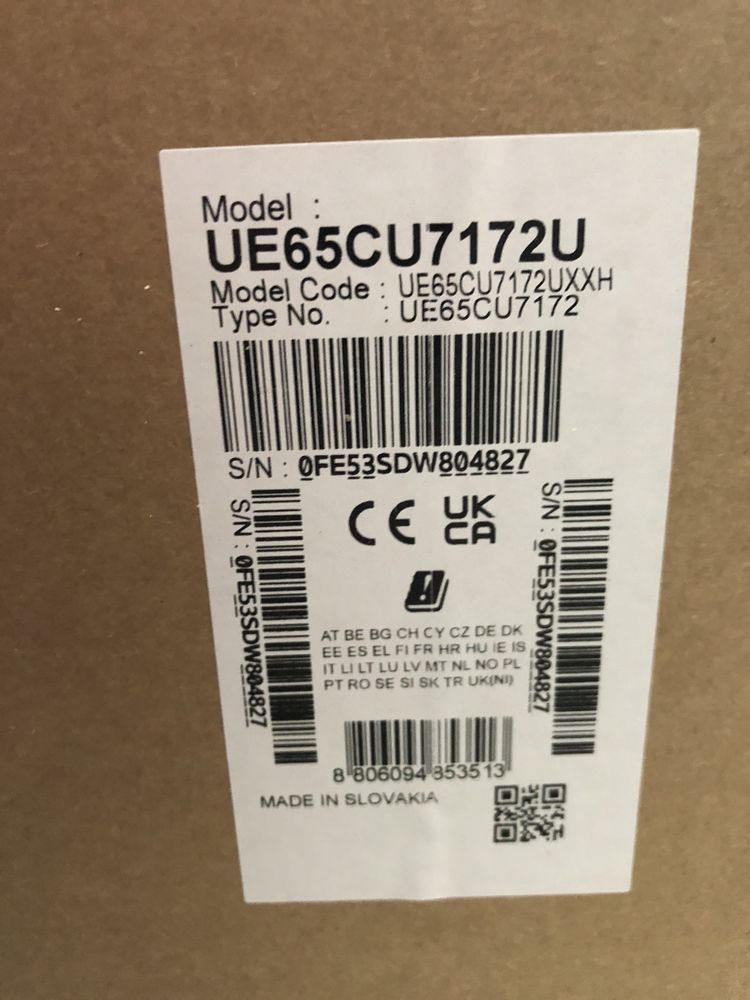 Model :
UE65CU7172U
Model Code : UE65CU7172UXXH
Type No. : UE65CU7172
S/N : 0FE53SDW804827
S/N : 0FE53SDW804827
CE UK
CA
S/N : 0FE53SDW804827
AT BE BG CH CY CZ DE DK
EE ES EL FI FR HR HU IE IS
IT LI LT LU LV MT NL NO PL
PT RO SE SI SK TR UK(NI)
8 806094 853513
MADE IN SLOVAKIA